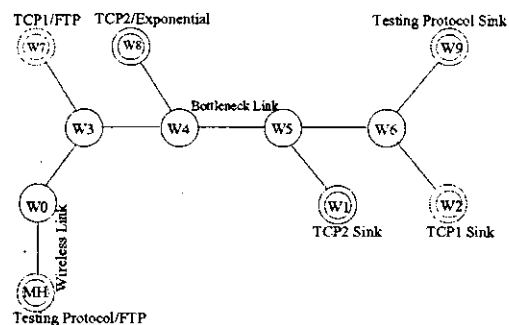 TCP1/FTP
TCP2/Exponential
Testing Protocol Sink
W7
W8
W9
Bottleneck Link
W3
W4
W5
W6
W0
W1
W2
Wireless Link
TCP2 Sink
TCP1 Sink
MH
Testing Protocol/FTP